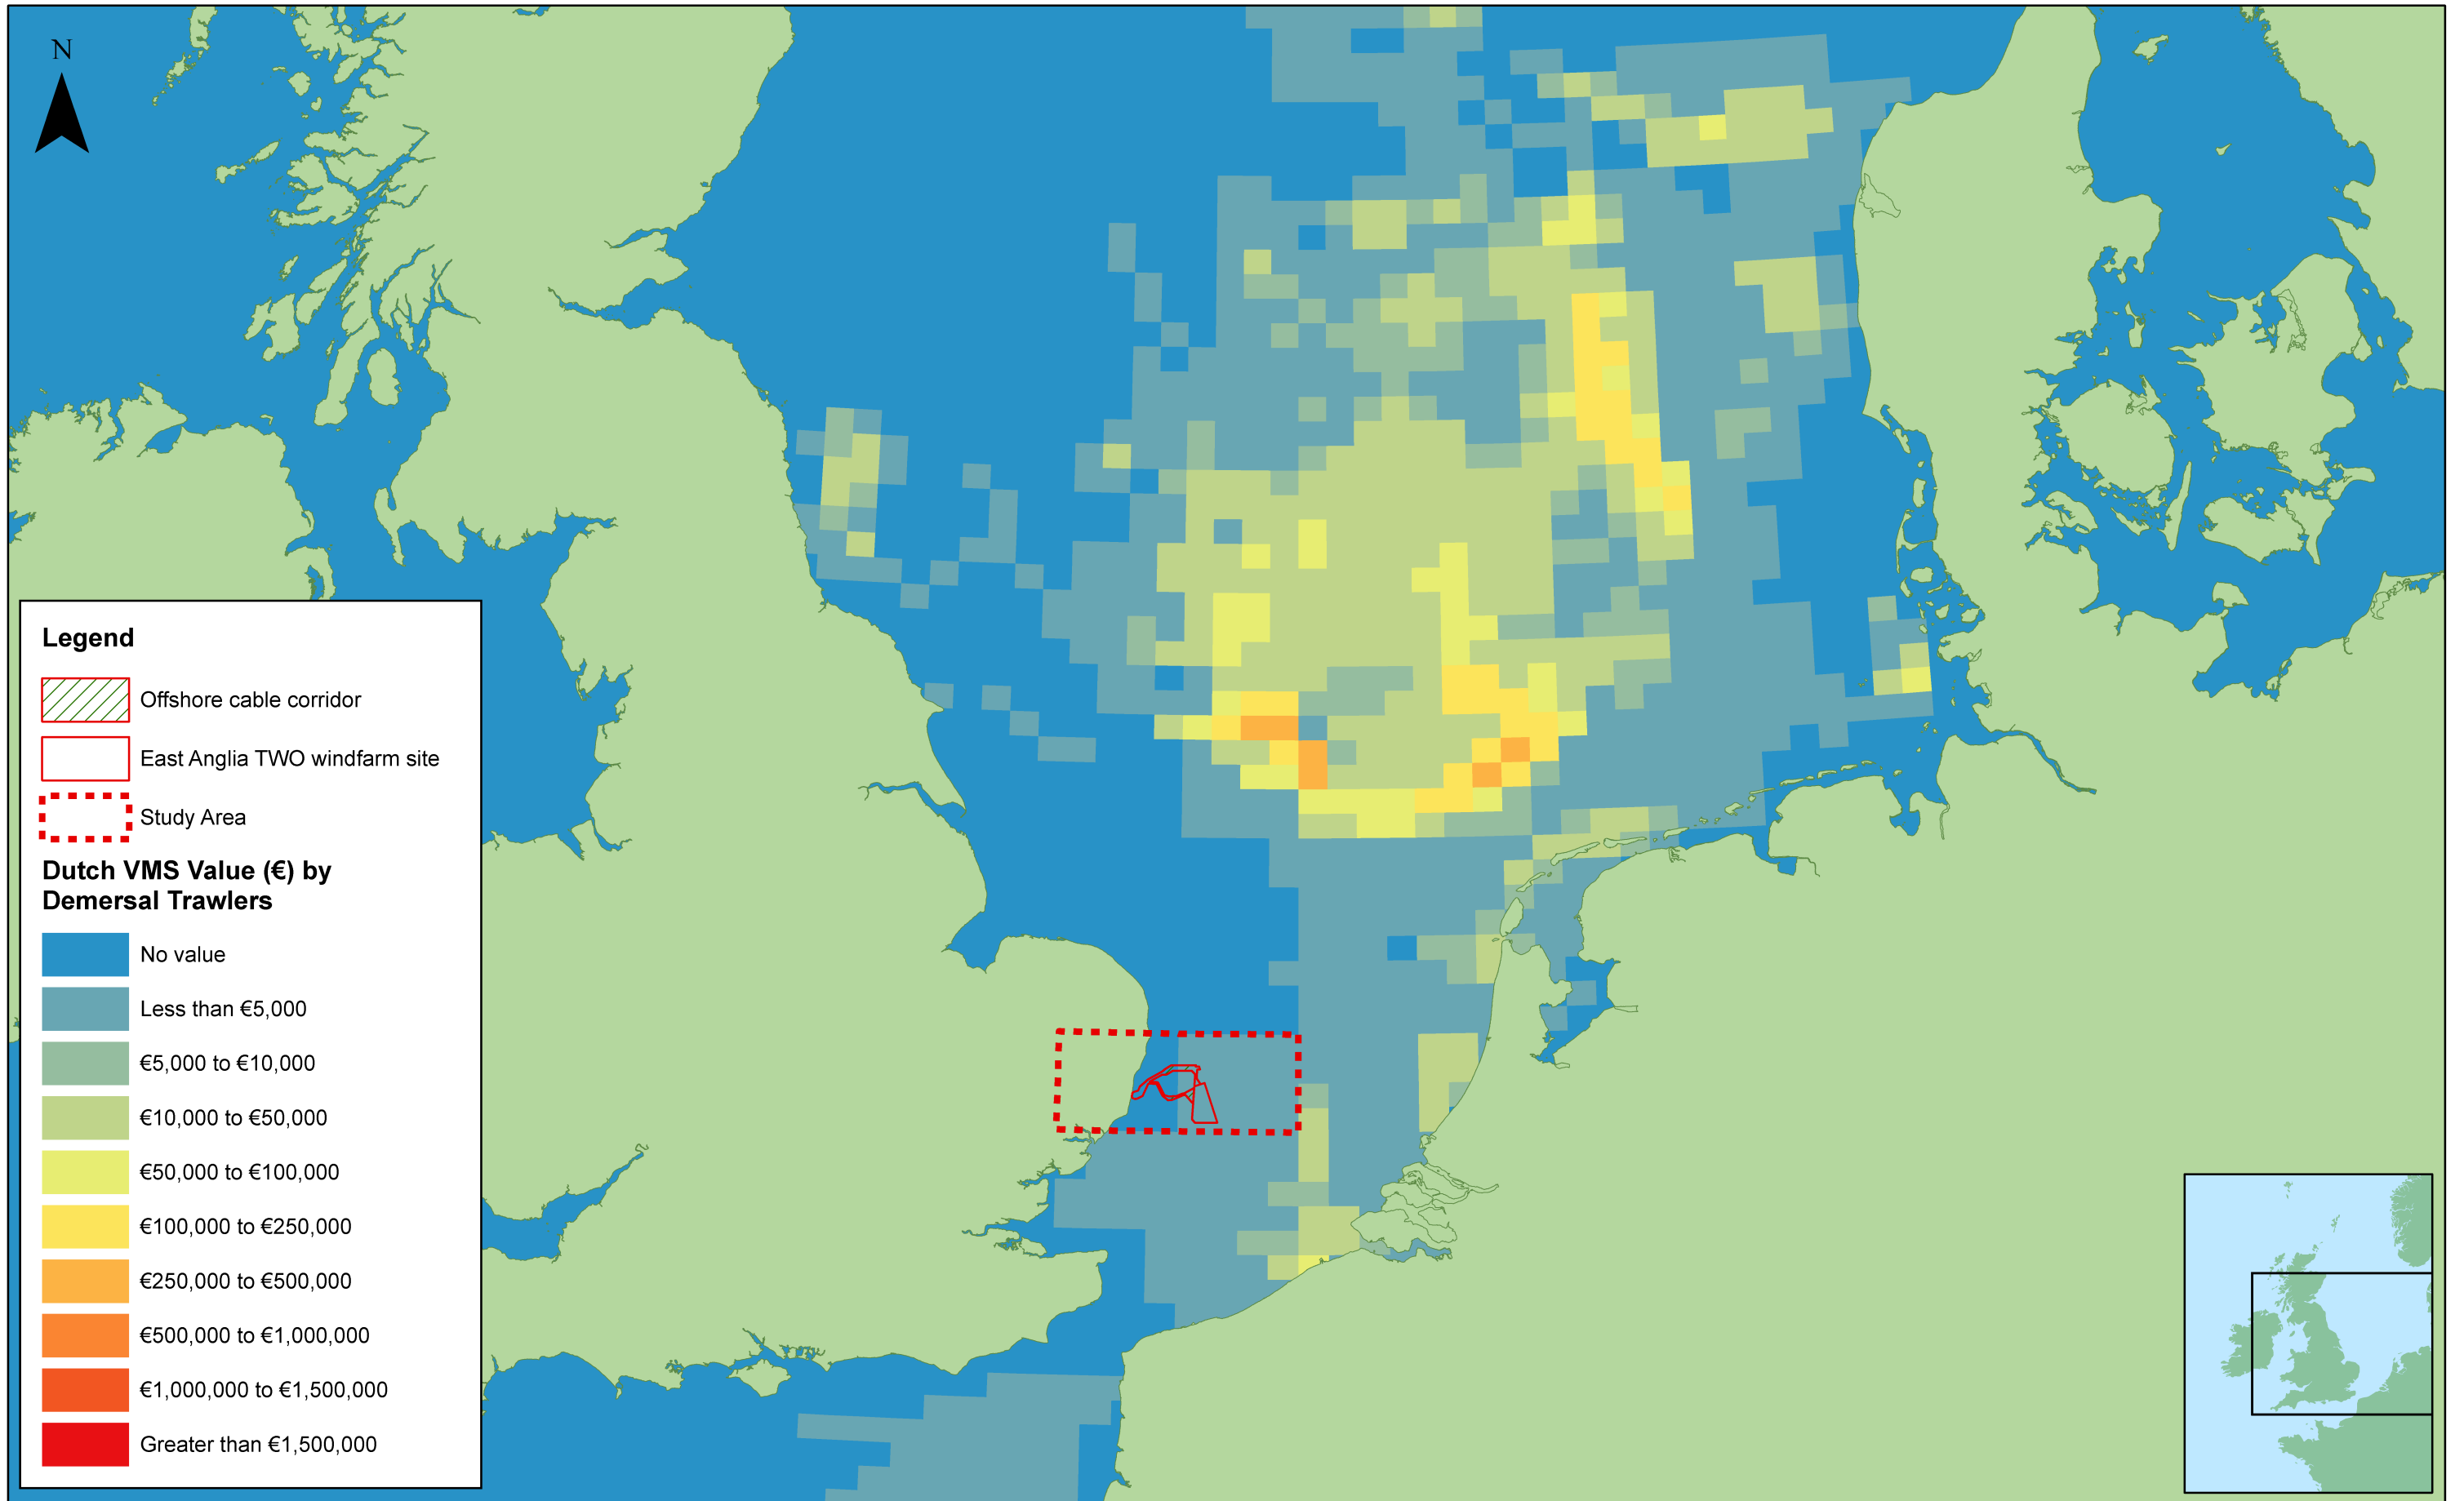 N
Legend
Offshore cable corridor
East Anglia TWO windfarm site
Study Area
Dutch VMS Value (€) by
Demersal Trawlers
No value
Less than €5,000
€5,000 to €10,000
€10,000 to €50,000
€50,000 to €100,000
€100,000 to €250,000
€250,000 to €500,000
€500,000 to €1,000,000
€1,000,000 to €1,500,000
Greater than €1,500,000